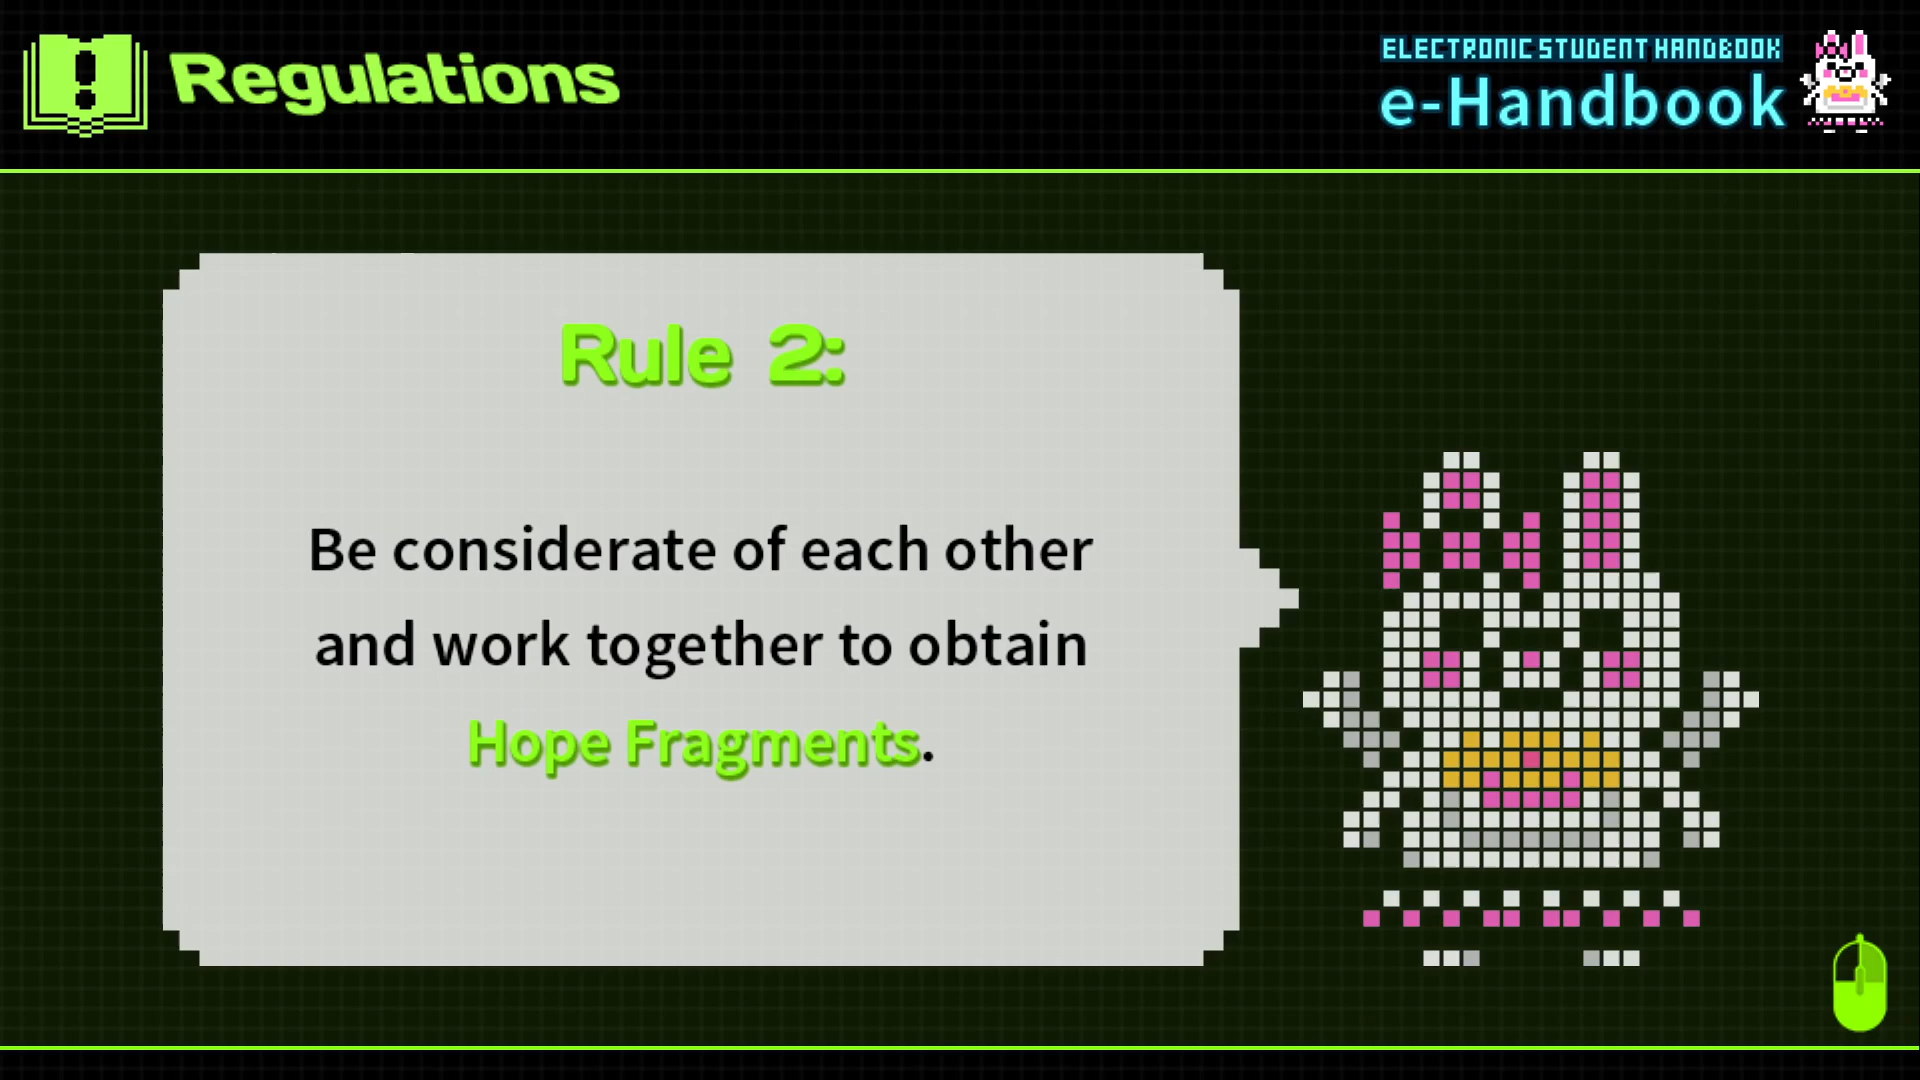 Regulations
ELECTRONIC STUDENT HANDBOOK
e-Handbook
Rule 2:
Be considerate of each other
and work together to obtain
Hope Fragments.